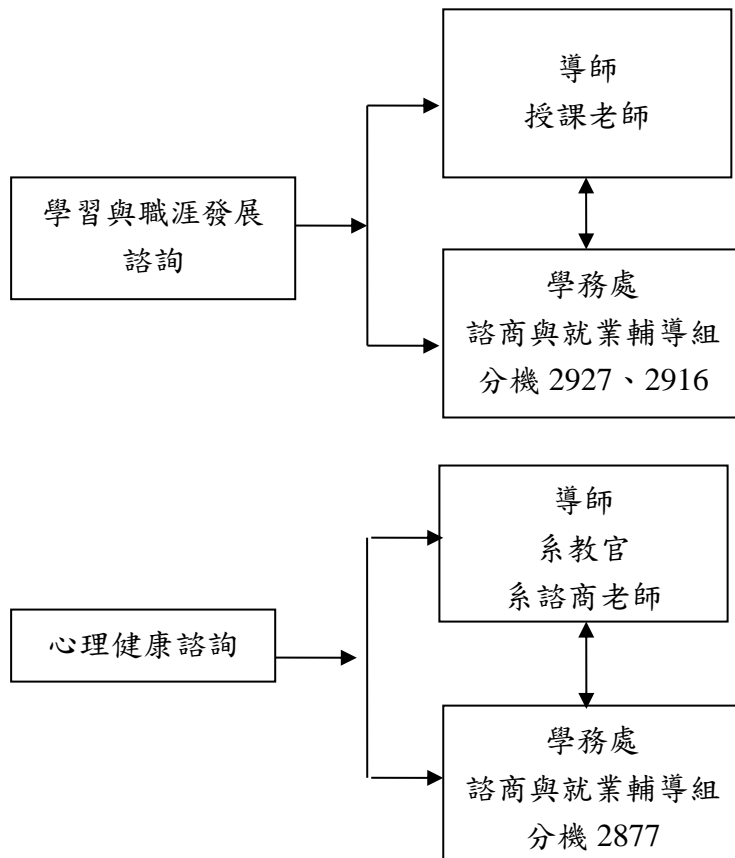 學習與職涯發展
諮詢
導師
授課老師
學務處
諮商與就業輔導組
分機 2927、2916
心理健康諮詢
導師
系教官
系諮商老師
學務處
諮商與就業輔導組
分機 2877